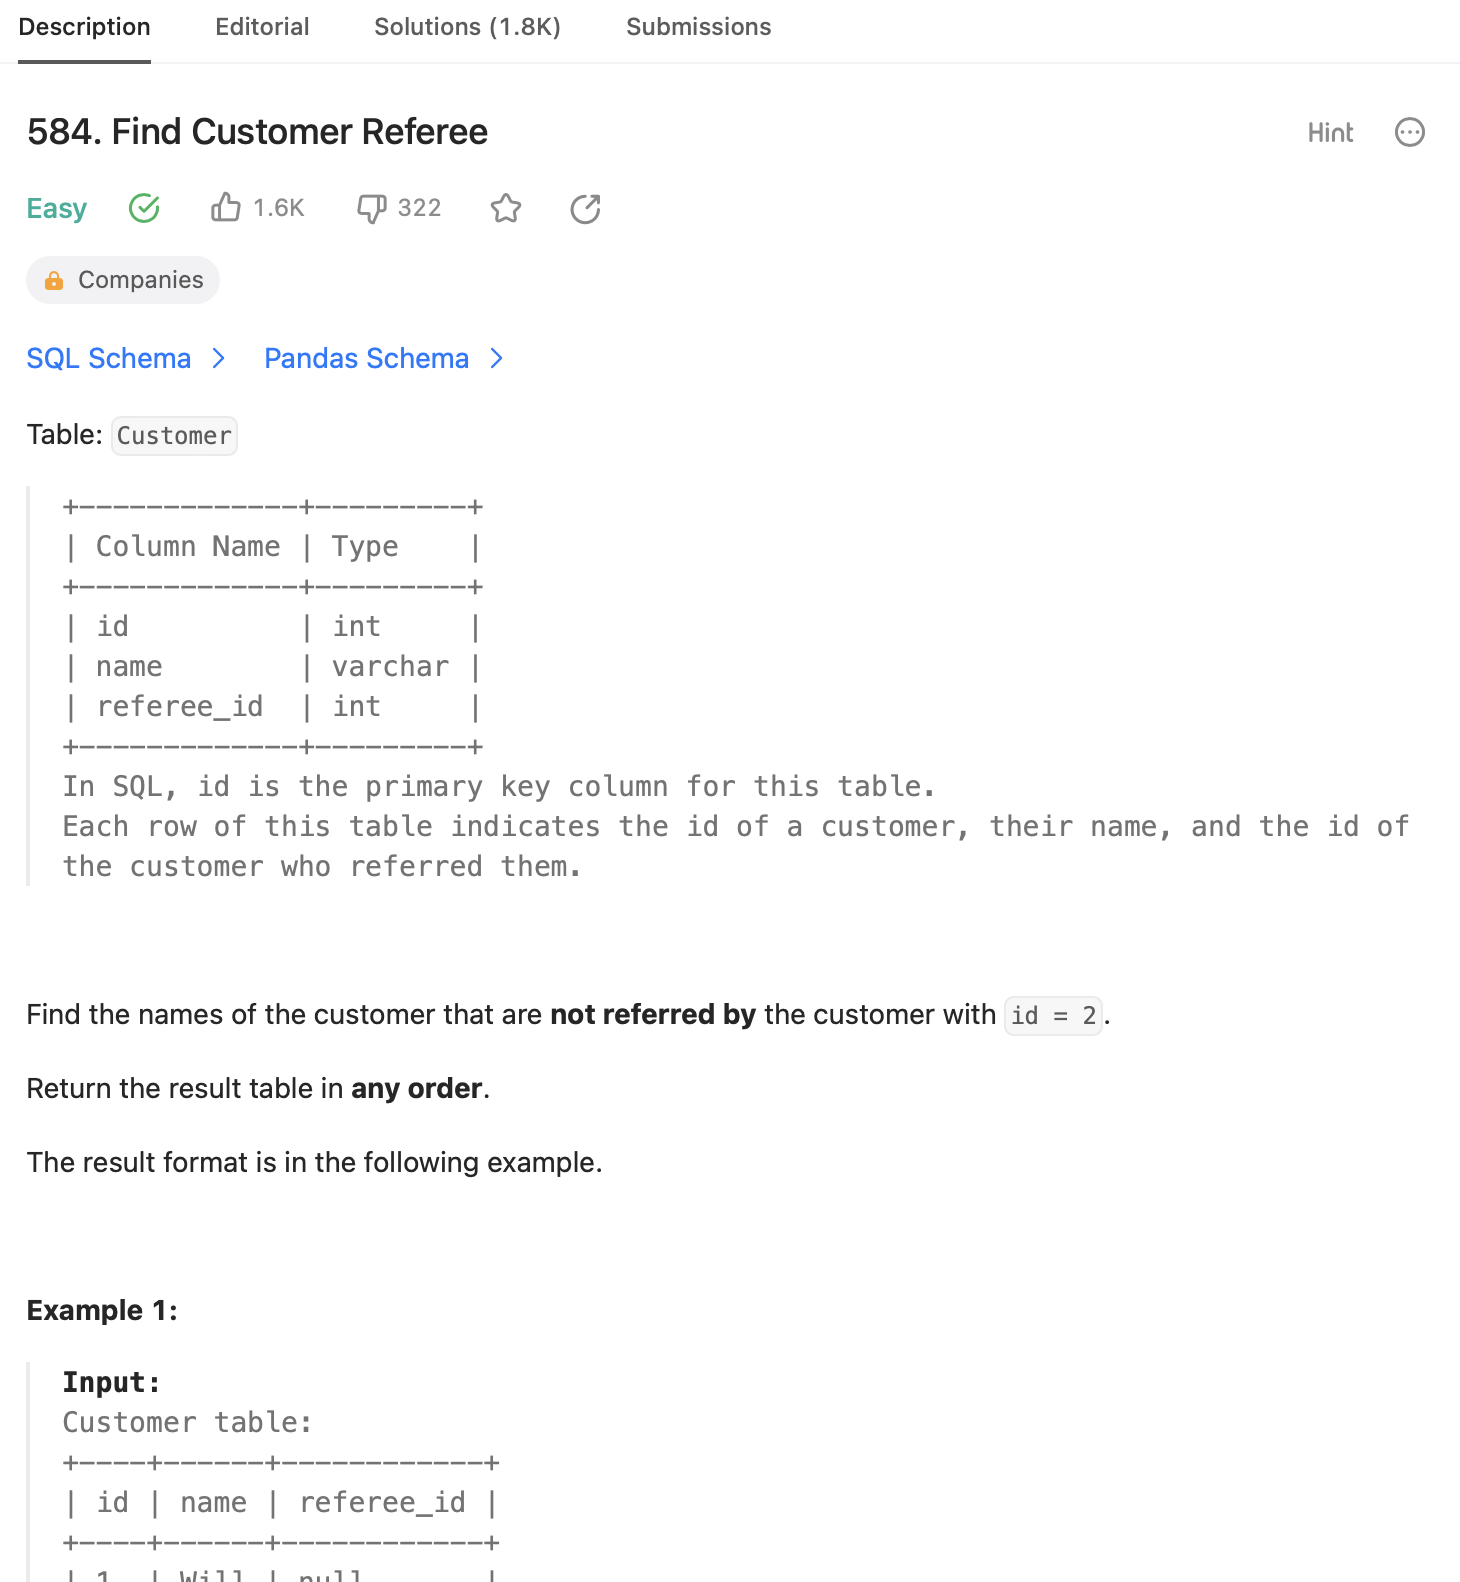 Description Editorial Solutions (1.8K) Submissions
584. Find Customer Referee Hint
Easy 1.6K 322
Companies
SQL Schema > Pandas Schema >
Table: Customer
+-------------+---------+
| Column Name | Type    |
+-------------+---------+
| id          | int     |
| name        | varchar |
| referee_id  | int     |
+-------------+---------+
In SQL, id is the primary key column for this table.
Each row of this table indicates the id of a customer, their name, and the id of
the customer who referred them.
Find the names of the customer that are not referred by the customer with id = 2.
Return the result table in any order.
The result format is in the following example.
Example 1:
Input:
Customer table:
+----+------+------------+
| id | name | referee_id |
+----+------+------------+
| 1  | Will | null       |